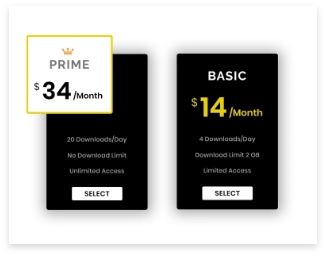 PRIME
$34/Month
20 Downloads/Day
No Download Limit
Unlimited Access
SELECT
BASIC
$14/Month
4 Downloads/Day
Download Limit 2 GB
Limited Access
SELECT